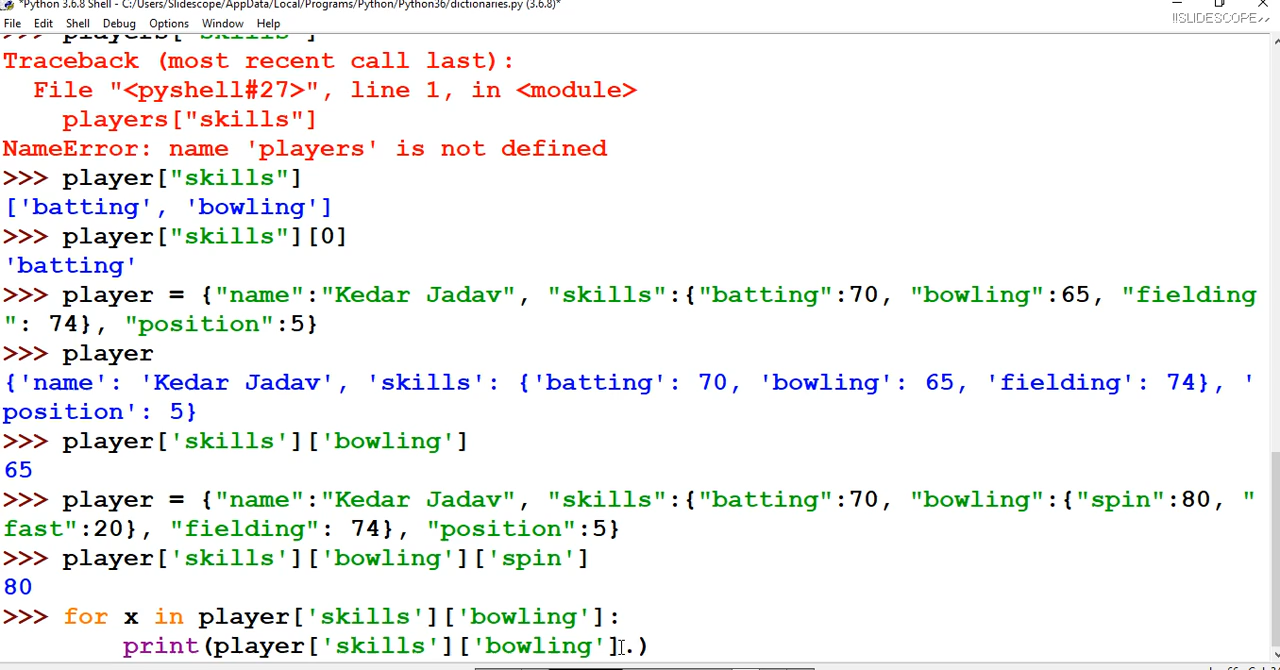 *Python 3.6.8 Shell - C:/Users/Slidescope/AppData/Local/Programs/Python/Python36/dictionaries.py (3.6.8)*
File Edit Shell Debug Options Window Help
!!SLIDESCOPE
>>> players["skills"]
Traceback (most recent call last):
  File "<pyshell#27>", line 1, in <module>
    players["skills"]
NameError: name 'players' is not defined
>>> player["skills"]
['batting', 'bowling']
>>> player["skills"][0]
'batting'
>>> player = {"name":"Kedar Jadav", "skills":{"batting":70, "bowling":65, "fielding
": 74}, "position":5}
>>> player
{'name': 'Kedar Jadav', 'skills': {'batting': 70, 'bowling': 65, 'fielding': 74}, '
position': 5}
>>> player['skills']['bowling']
65
>>> player = {"name":"Kedar Jadav", "skills":{"batting":70, "bowling":{"spin":80, "
fast":20}, "fielding": 74}, "position":5}
>>> player['skills']['bowling']['spin']
80
>>> for x in player['skills']['bowling']:
        print(player['skills']['bowling'].)